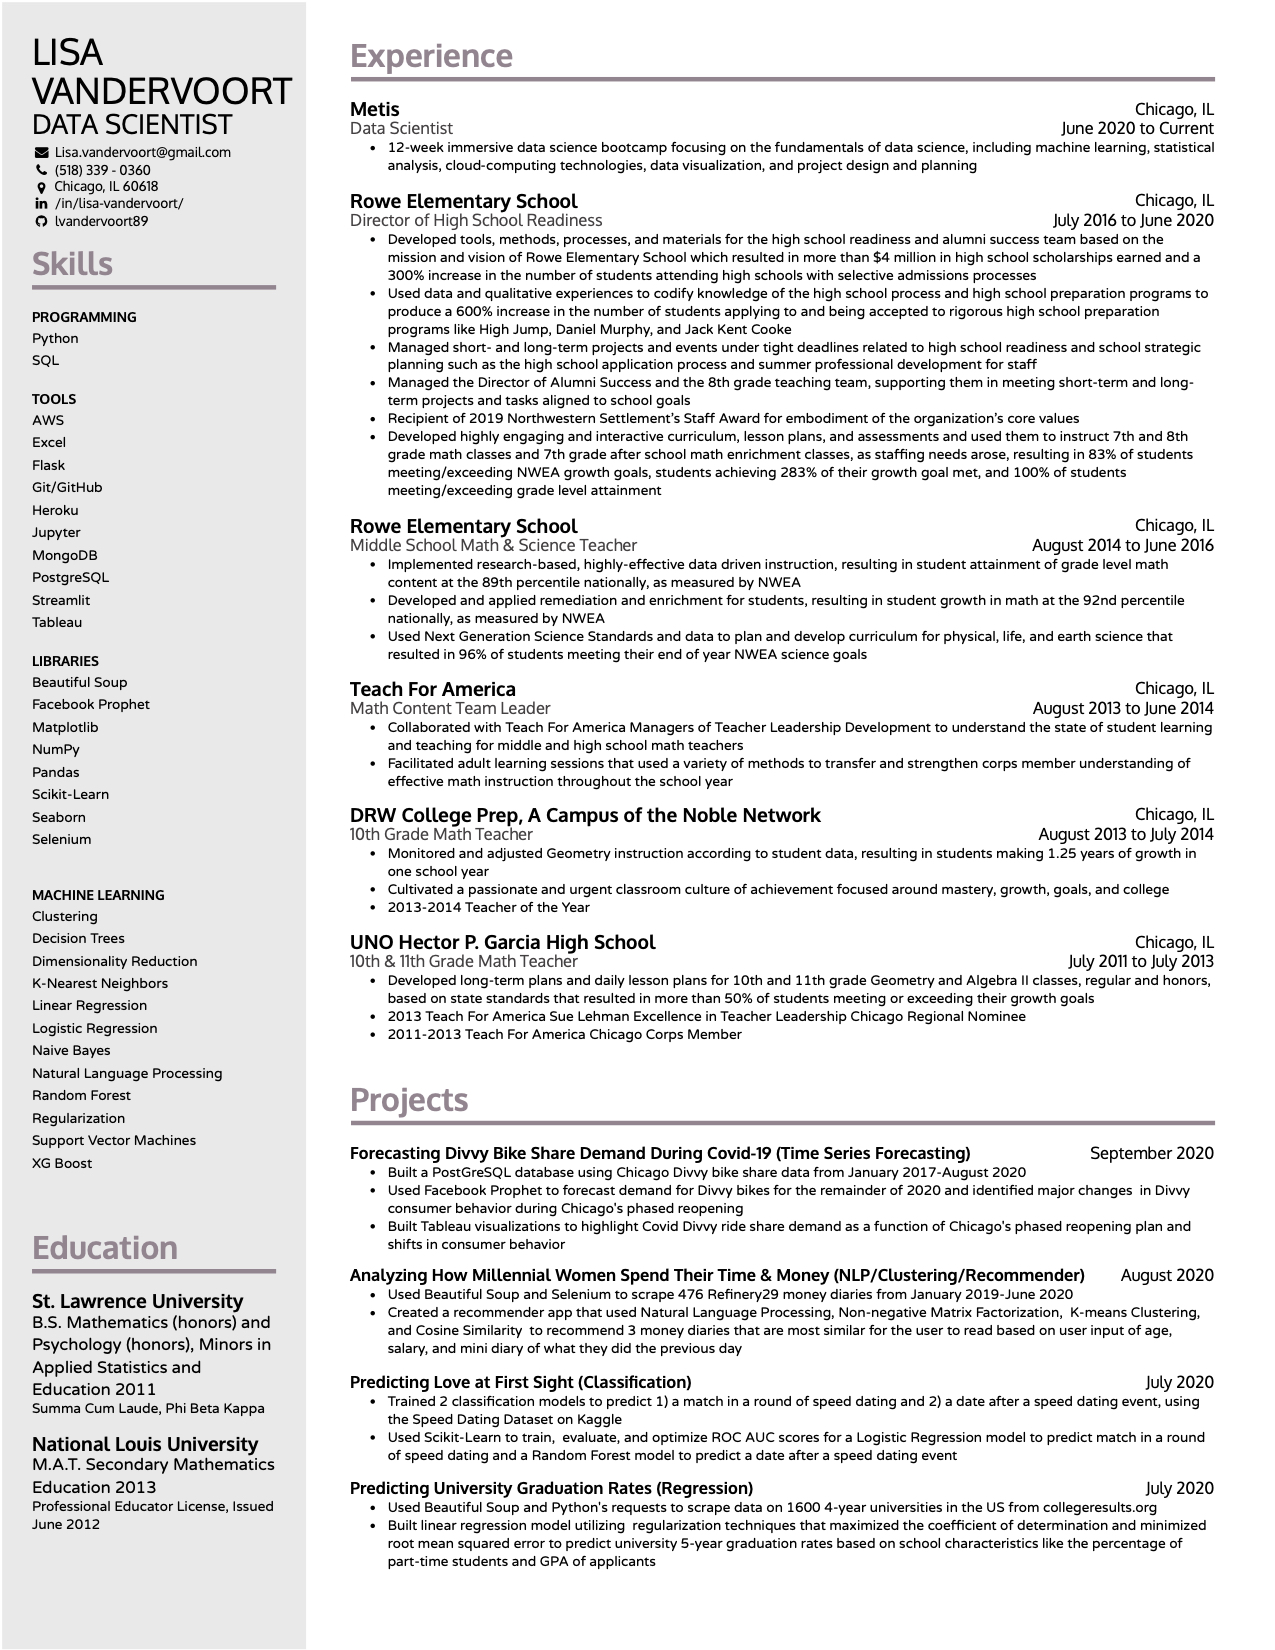 LISA
VANDERVOORT
DATA SCIENTIST
Lisa.vandervoort@gmail.com
(518) 339 - 0360
Chicago, IL 60618
/in/lisa-vandervoort/
lvandervoort89
Skills
PROGRAMMING
Python
SQL
TOOLS
AWS
Excel
Flask
Git/GitHub
Heroku
Jupyter
MongoDB
PostgreSQL
Streamlit
Tableau
LIBRARIES
Beautiful Soup
Facebook Prophet
Matplotlib
NumPy
Pandas
Scikit-Learn
Seaborn
Selenium
MACHINE LEARNING
Clustering
Decision Trees
Dimensionality Reduction
K-Nearest Neighbors
Linear Regression
Logistic Regression
Naive Bayes
Natural Language Processing
Random Forest
Regularization
Support Vector Machines
XG Boost
Education
St. Lawrence University
B.S. Mathematics (honors) and
Psychology (honors), Minors in
Applied Statistics and
Education 2011
Summa Cum Laude, Phi Beta Kappa
National Louis University
M.A.T. Secondary Mathematics
Education 2013
Professional Educator License, Issued
June 2012
Experience
Metis Chicago, IL
Data Scientist June 2020 to Current
• 12-week immersive data science bootcamp focusing on the fundamentals of data science, including machine learning, statistical
analysis, cloud-computing technologies, data visualization, and project design and planning
Rowe Elementary School Chicago, IL
Director of High School Readiness July 2016 to June 2020
• Developed tools, methods, processes, and materials for the high school readiness and alumni success team based on the
mission and vision of Rowe Elementary School which resulted in more than $4 million in high school scholarships earned and a
300% increase in the number of students attending high schools with selective admissions processes
• Used data and qualitative experiences to codify knowledge of the high school process and high school preparation programs to
produce a 600% increase in the number of students applying to and being accepted to rigorous high school preparation
programs like High Jump, Daniel Murphy, and Jack Kent Cooke
• Managed short- and long-term projects and events under tight deadlines related to high school readiness and school strategic
planning such as the high school application process and summer professional development for staff
• Managed the Director of Alumni Success and the 8th grade teaching team, supporting them in meeting short-term and long-
term projects and tasks aligned to school goals
• Recipient of 2019 Northwestern Settlement's Staff Award for embodiment of the organization's core values
• Developed highly engaging and interactive curriculum, lesson plans, and assessments and used them to instruct 7th and 8th
grade math classes and 7th grade after school math enrichment classes, as staffing needs arose, resulting in 83% of students
meeting/exceeding NWEA growth goals, students achieving 283% of their growth goal met, and 100% of students
meeting/exceeding grade level attainment
Rowe Elementary School Chicago, IL
Middle School Math & Science Teacher August 2014 to June 2016
• Implemented research-based, highly-effective data driven instruction, resulting in student attainment of grade level math
content at the 89th percentile nationally, as measured by NWEA
• Developed and applied remediation and enrichment for students, resulting in student growth in math at the 92nd percentile
nationally, as measured by NWEA
• Used Next Generation Science Standards and data to plan and develop curriculum for physical, life, and earth science that
resulted in 96% of students meeting their end of year NWEA science goals
Teach For America Chicago, IL
Math Content Team Leader August 2013 to June 2014
• Collaborated with Teach For America Managers of Teacher Leadership Development to understand the state of student learning
and teaching for middle and high school math teachers
• Facilitated adult learning sessions that used a variety of methods to transfer and strengthen corps member understanding of
effective math instruction throughout the school year
DRW College Prep, A Campus of the Noble Network Chicago, IL
10th Grade Math Teacher August 2013 to July 2014
• Monitored and adjusted Geometry instruction according to student data, resulting in students making 1.25 years of growth in
one school year
• Cultivated a passionate and urgent classroom culture of achievement focused around mastery, growth, goals, and college
• 2013-2014 Teacher of the Year
UNO Hector P. Garcia High School Chicago, IL
10th & 11th Grade Math Teacher July 2011 to July 2013
• Developed long-term plans and daily lesson plans for 10th and 11th grade Geometry and Algebra II classes, regular and honors,
based on state standards that resulted in more than 50% of students meeting or exceeding their growth goals
• 2013 Teach For America Sue Lehman Excellence in Teacher Leadership Chicago Regional Nominee
• 2011-2013 Teach For America Chicago Corps Member
Projects
Forecasting Divvy Bike Share Demand During Covid-19 (Time Series Forecasting) September 2020
• Built a PostGreSQL database using Chicago Divvy bike share data from January 2017-August 2020
• Used Facebook Prophet to forecast demand for Divvy bikes for the remainder of 2020 and identified major changes in Divvy
consumer behavior during Chicago's phased reopening
• Built Tableau visualizations to highlight Covid Divvy ride share demand as a function of Chicago's phased reopening plan and
shifts in consumer behavior
Analyzing How Millennial Women Spend Their Time & Money (NLP/Clustering/Recommender) August 2020
• Used Beautiful Soup and Selenium to scrape 476 Refinery29 money diaries from January 2019-June 2020
• Created a recommender app that used Natural Language Processing, Non-negative Matrix Factorization, K-means Clustering,
and Cosine Similarity to recommend 3 money diaries that are most similar for the user to read based on user input of age,
salary, and mini diary of what they did the previous day
Predicting Love at First Sight (Classification) July 2020
• Trained 2 classification models to predict 1) a match in a round of speed dating and 2) a date after a speed dating event, using
the Speed Dating Dataset on Kaggle
• Used Scikit-Learn to train, evaluate, and optimize ROC AUC scores for a Logistic Regression model to predict match in a round
of speed dating and a Random Forest model to predict a date after a speed dating event
Predicting University Graduation Rates (Regression) July 2020
• Used Beautiful Soup and Python's requests to scrape data on 1600 4-year universities in the US from collegeresults.org
• Built linear regression model utilizing regularization techniques that maximized the coefficient of determination and minimized
root mean squared error to predict university 5-year graduation rates based on school characteristics like the percentage of
part-time students and GPA of applicants